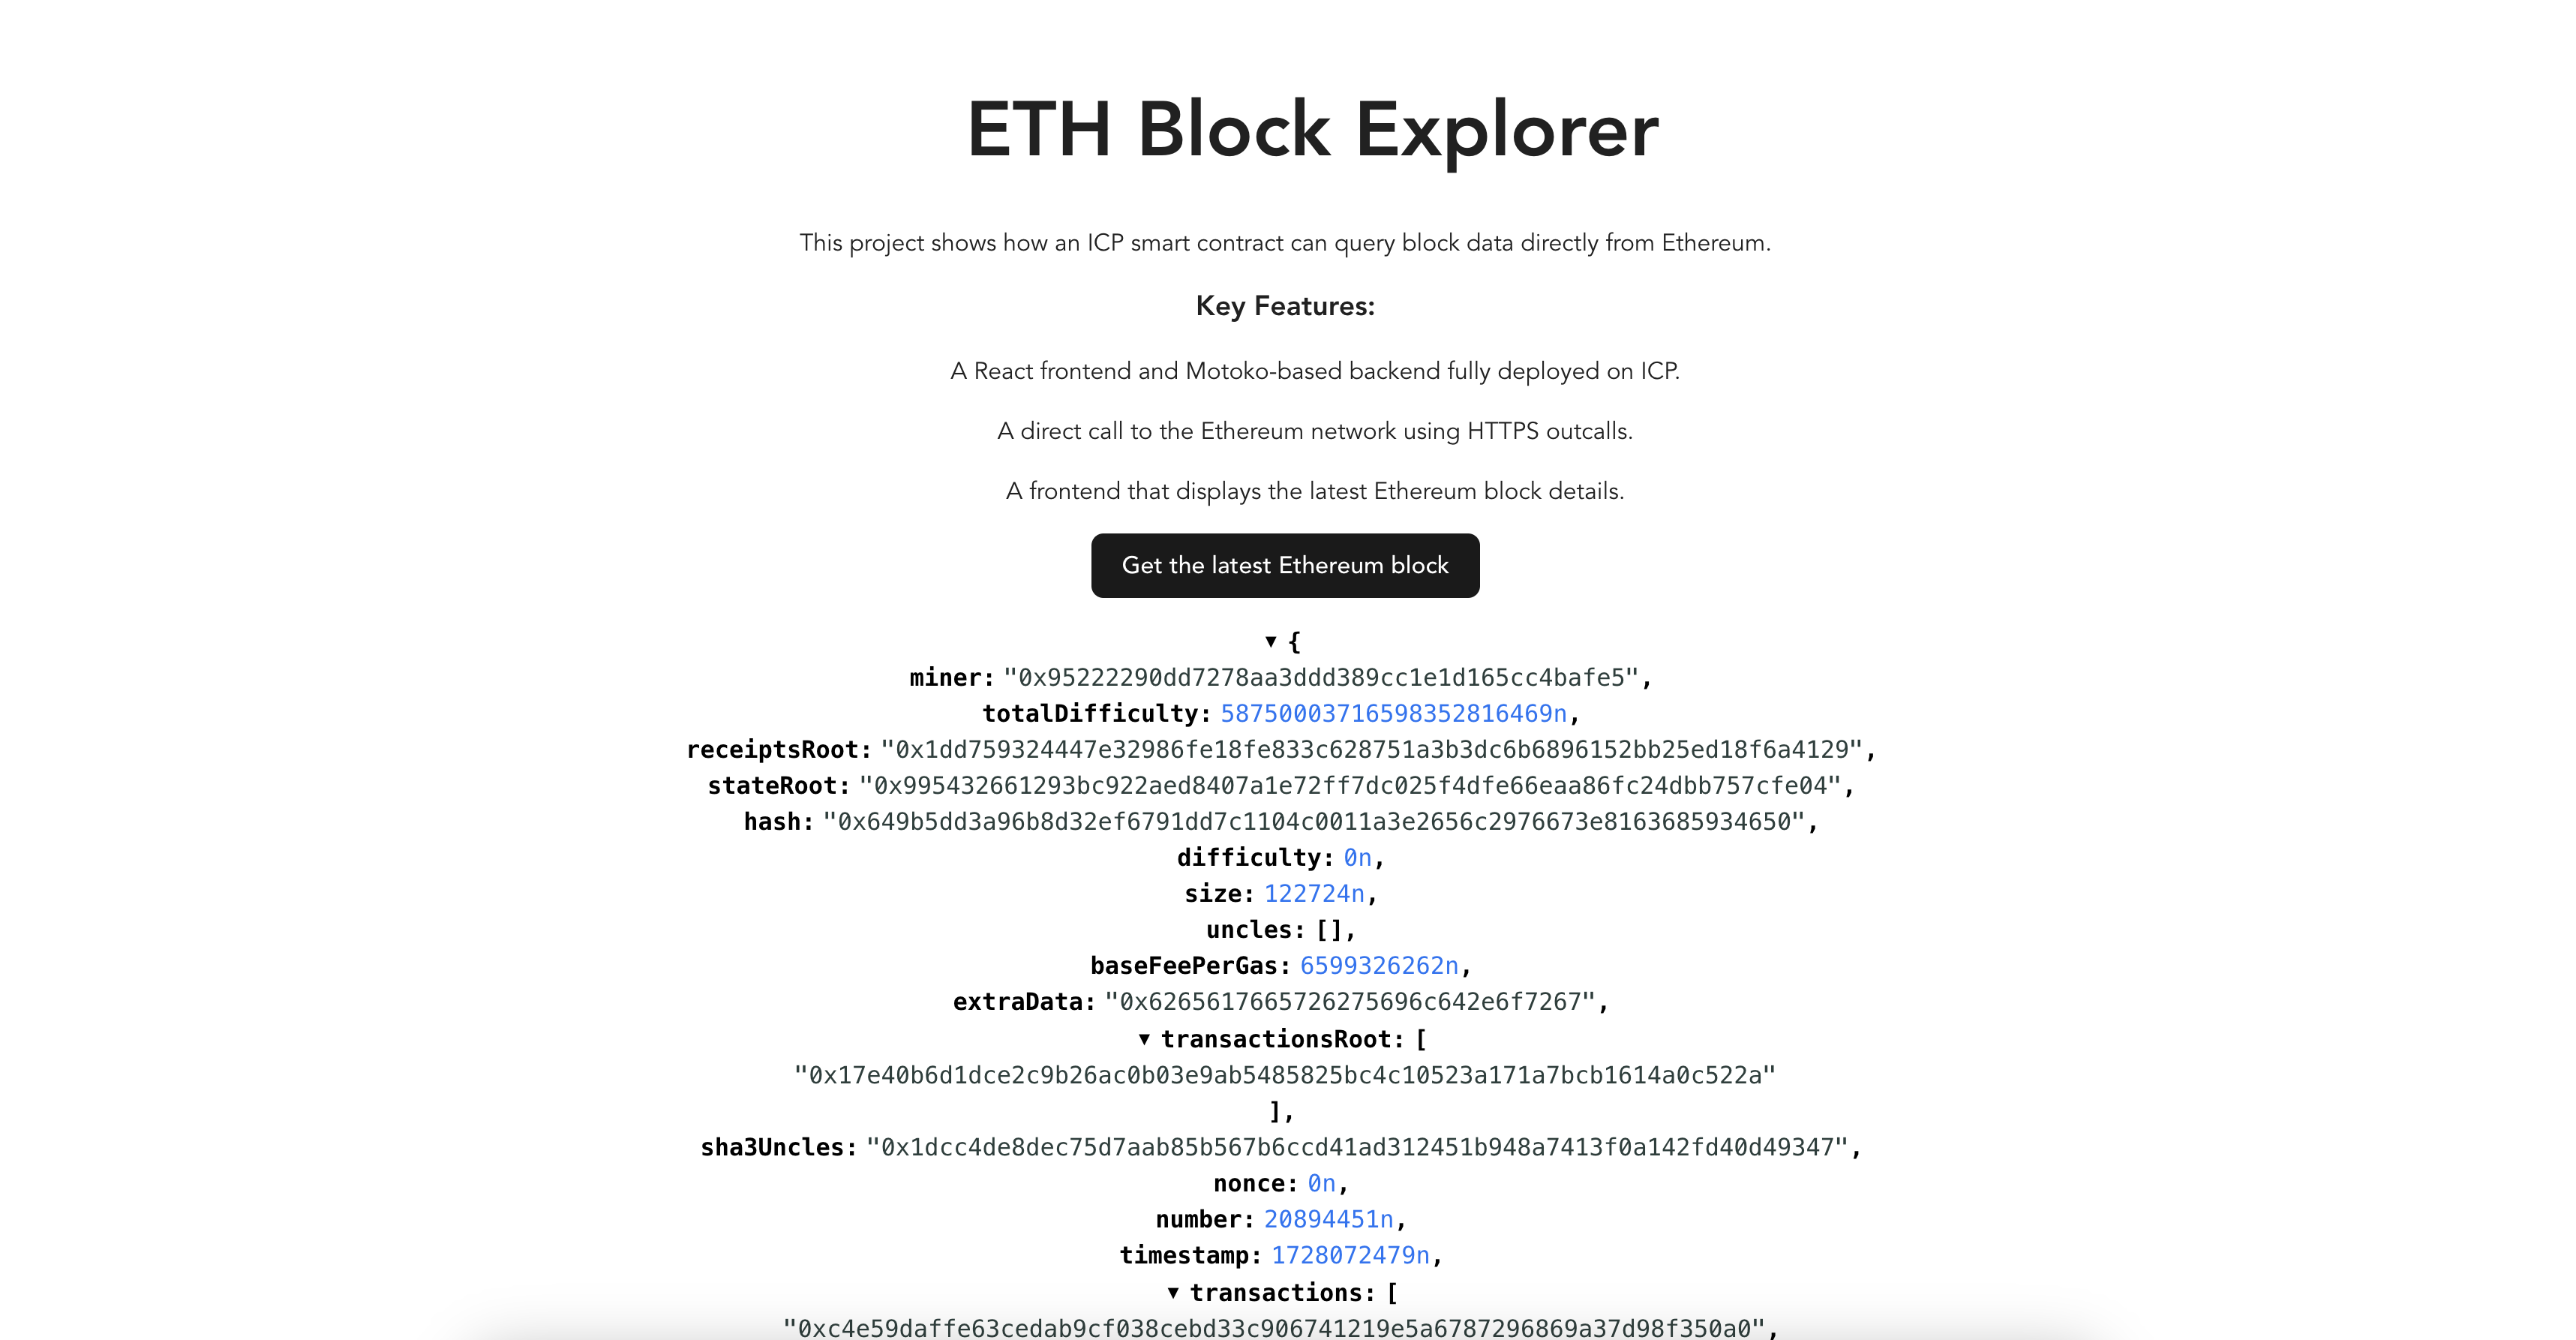 ETH Block Explorer
This project shows how an ICP smart contract can query block data directly from Ethereum.
Key Features:
A React frontend and Motoko-based backend fully deployed on ICP.
A direct call to the Ethereum network using HTTPS outcalls.
A frontend that displays the latest Ethereum block details.
Get the latest Ethereum block
▼ {
miner: "0x95222290dd7278aa3ddd389cc1e1d165cc4bafe5",
totalDifficulty: 58750003716598352816469n,
receiptsRoot: "0x1dd759324447e32986fe18fe833c628751a3b3dc6b6896152bb25ed18f6a4129",
stateRoot: "0x995432661293bc922aed8407a1e72ff7dc025f4dfe66eaa86fc24dbb757cfe04",
hash: "0x649b5dd3a96b8d32ef6791dd7c1104c0011a3e2656c2976673e8163685934650",
difficulty: 0n,
size: 122724n,
uncles: [],
baseFeePerGas: 6599326262n,
extraData: "0x6265617665726275696c642e6f7267",
▼ transactionsRoot: [
"0x17e40b6d1dce2c9b26ac0b03e9ab5485825bc4c10523a171a7bcb1614a0c522a"
],
sha3Uncles: "0x1dcc4de8dec75d7aab85b567b6ccd41ad312451b948a7413f0a142fd40d49347",
nonce: 0n,
number: 20894451n,
timestamp: 1728072479n,
▼ transactions: [
"0xc4e59daffe63cedab9cf038cebd33c906741219e5a6787296869a37d98f350a0",